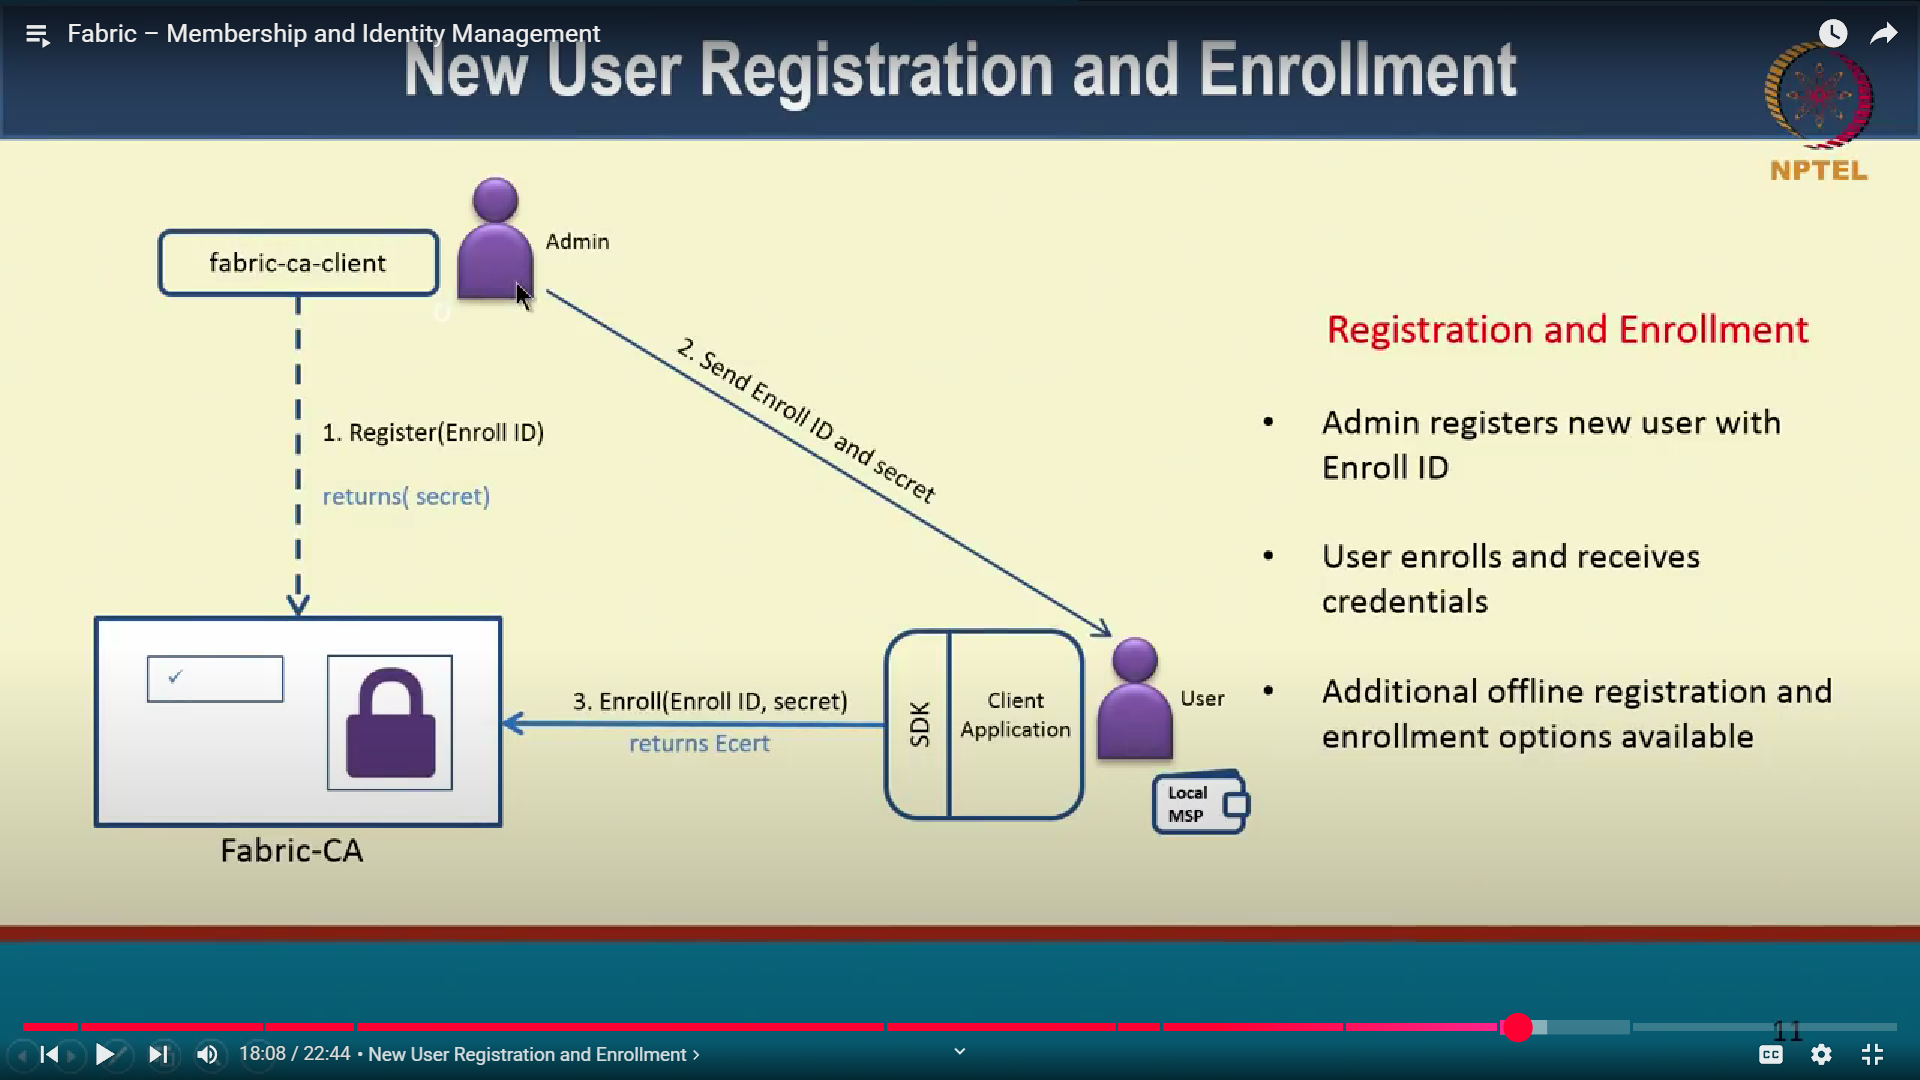 Fabric – Membership and Identity Management
New User Registration and Enrollment
NPTEL
fabric-ca-client
Admin
1. Register(Enroll ID)
returns( secret)
2. Send Enroll ID and secret
3. Enroll(Enroll ID, secret)
returns Ecert
SDK
Client
Application
User
Local
MSP
Fabric-CA
Registration and Enrollment
• Admin registers new user with
Enroll ID
• User enrolls and receives
credentials
• Additional offline registration and
enrollment options available
11
18:08 / 22:44 • New User Registration and Enrollment ›
CC